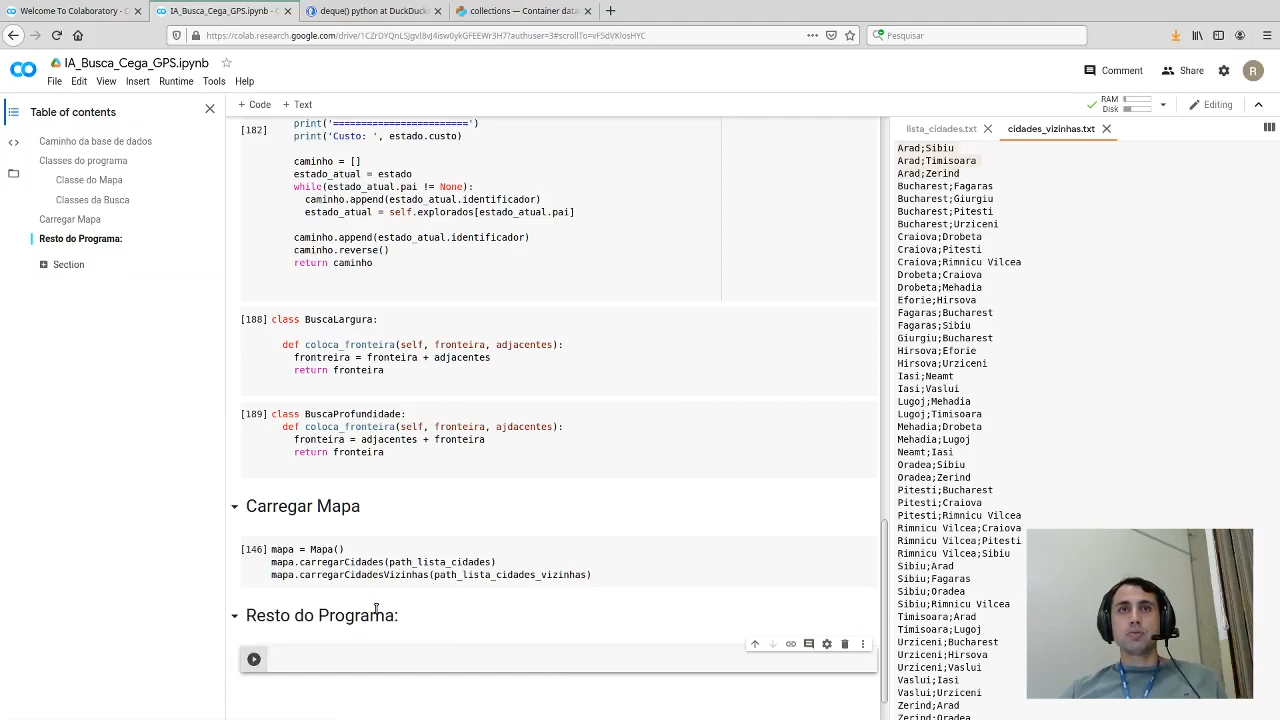 Welcome To Colaboratory - C
IA_Busca_Cega_GPS.ipynb - C
deque() python at DuckDuck
collections — Container data
https://colab.research.google.com/drive/
Pesquisar
IA_Busca_Cega_GPS.ipynb
File Edit View Insert Runtime Tools Help
Comment
Share
R
Table of contents
+ Code + Text
RAM
Disk
Editing
Caminho da base de dados
Classes do programa
Classe do Mapa
Classes da Busca
Carregar Mapa
Resto do Programa:
Section
[182]
print('========================')
print('Custo: ', estado.custo)
caminho = []
estado_atual = estado
while(estado_atual.pai != None):
caminho.append(estado_atual.identificador)
estado_atual = self.explorados[estado_atual.pai]
caminho.append(estado_atual.identificador)
caminho.reverse()
return caminho
[188] class BuscaLargura:
def coloca_fronteira(self, fronteira, adjacentes):
frontreira = fronteira + adjacentes
return fronteira
[189] class BuscaProfundidade:
def coloca_fronteira(self, fronteira, ajdacentes):
fronteira = adjacentes + fronteira
return fronteira
Carregar Mapa
[146] mapa = Mapa()
mapa.carregarCidades(path_lista_cidades)
mapa.carregarCidadesVizinhas(path_lista_cidades_vizinhas)
Resto do Programa:
lista_cidades.txt
cidades_vizinhas.txt
Arad;Sibiu
Arad;Timisoara
Arad;Zerind
Bucharest;Fagaras
Bucharest;Giurgiu
Bucharest;Pitesti
Bucharest;Urziceni
Craiova;Drobeta
Craiova;Pitesti
Craiova;Rimnicu Vilcea
Drobeta;Craiova
Drobeta;Mehadia
Eforie;Hirsova
Fagaras;Bucharest
Fagaras;Sibiu
Giurgiu;Bucharest
Hirsova;Eforie
Hirsova;Urziceni
Iasi;Neamt
Iasi;Vaslui
Lugoj;Mehadia
Lugoj;Timisoara
Mehadia;Drobeta
Mehadia;Lugoj
Neamt;Iasi
Oradea;Sibiu
Oradea;Zerind
Pitesti;Bucharest
Pitesti;Craiova
Pitesti;Rimnicu Vilcea
Rimnicu Vilcea;Craiova
Rimnicu Vilcea;Pitesti
Rimnicu Vilcea;Sibiu
Sibiu;Arad
Sibiu;Fagaras
Sibiu;Oradea
Sibiu;Rimnicu Vilcea
Timisoara;Arad
Timisoara;Lugoj
Urziceni;Bucharest
Urziceni;Hirsova
Urziceni;Vaslui
Vaslui;Iasi
Vaslui;Urziceni
Zerind;Arad
Zerind;Oradea